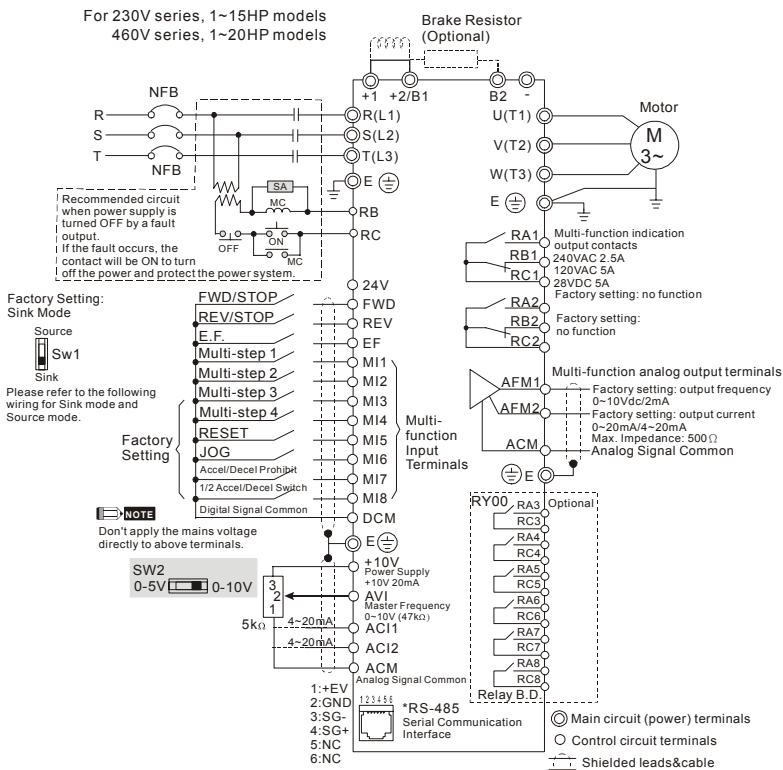 For 230V series, 1~15HP models
460V series, 1~20HP models
Brake Resistor
(Optional)
NFB
R
S
T
NFB
+1
+2/B1
B2
-
R(L1)
S(L2)
T(L3)
E
U(T1)
V(T2)
W(T3)
E
Motor
M
3~
Recommended circuit
when power supply is
turned OFF by a fault
output.
If the fault occurs, the
contact will be ON to turn
off the power and protect the power system.
SA
MC
OFF
ON
MC
RB
RC
RA1
RB1
RC1
Multi-function indication
output contacts
240VAC 2.5A
120VAC 5A
28VDC 5A
Factory setting: no function
RA2
RB2
RC2
Factory setting:
no function
Factory Setting:
Sink Mode
Source
Sw1
Sink
Please refer to the following
wiring for Sink mode and
Source mode.
Factory
Setting
FWD/STOP
REV/STOP
E.F.
Multi-step 1
Multi-step 2
Multi-step 3
Multi-step 4
RESET
JOG
Accel/Decel Prohibit
1/2 Accel/Decel Switch
Digital Signal Common
24V
FWD
REV
EF
MI1
MI2
MI3
MI4
MI5
MI6
MI7
MI8
DCM
E
Multi-
function
Input
Terminals
Multi-function analog output terminals
AFM1
Factory setting: output frequency
0~10Vdc/2mA
AFM2
Factory setting: output current
0~20mA/4~20mA
Max. Impedance: 500Ω
ACM
Analog Signal Common
E
NOTE
Don't apply the mains voltage
directly to above terminals.
SW2
0-5V
0-10V
3
2
1
5kΩ
+10V
Power Supply
+10V 20mA
AVI
Master Frequency
0~10V (47kΩ)
4~20mA
ACI1
4~20mA
ACI2
ACM
Analog Signal Common
RY00
Optional
RA3
RC3
RA4
RC4
RA5
RC5
RA6
RC6
RA7
RC7
RA8
RC8
Relay B.D.
1:+EV
2:GND
3:SG-
4:SG+
5:NC
6:NC
1 2 3 4 5 6
*RS-485
Serial Communication
Interface
Main circuit (power) terminals
Control circuit terminals
Shielded leads&cable